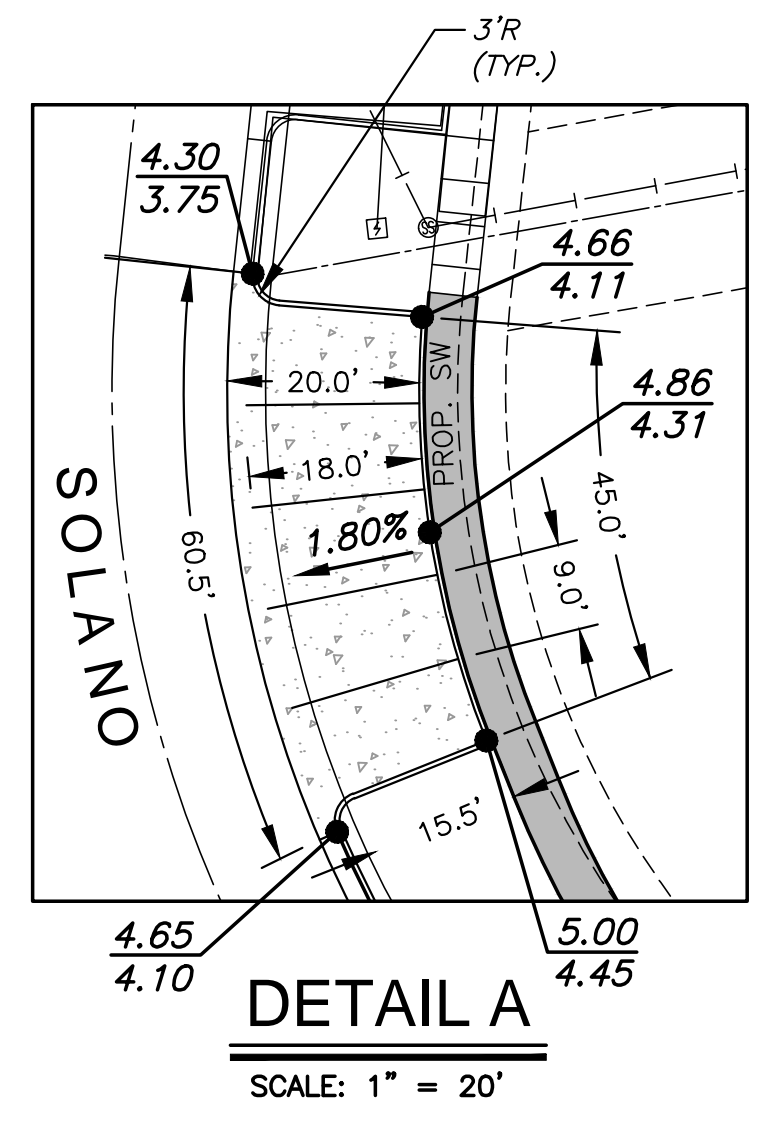 3'R
(TYP.)
4.30
3.75
4.66
4.11
4.86
4.31
20.0'
PROP. SW
18.0'
1.80%
45.0'
9.0'
60.5'
SOLANO
15.5'
SS
4.65
4.10
5.00
4.45
DETAIL A
SCALE: 1" = 20'